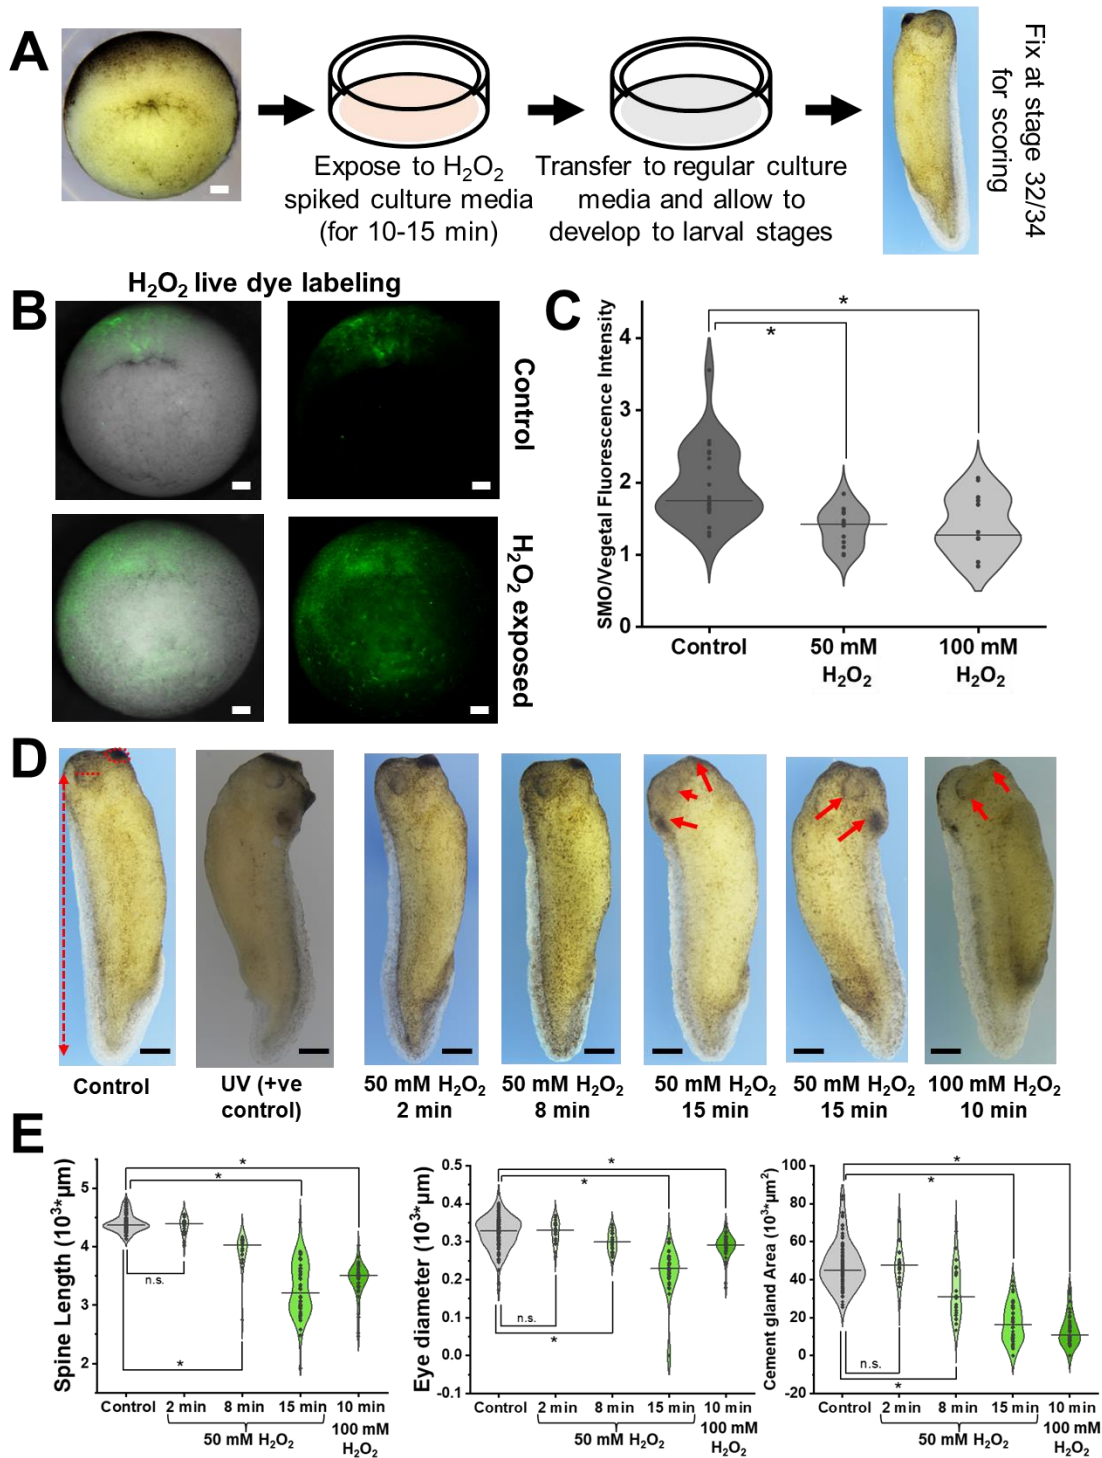 A
Expose to H2O2
spiked culture media
(for 10-15 min)
Transfer to regular culture
media and allow to
develop to larval stages
Fix at stage 32/34
for scoring
H2O2 live dye labeling
B
Control
H2O2 exposed
C
SMO/Vegetal Fluorescence Intensity
4
3
2
1
0
*
*
Control
50 mM
H2O2
100 mM
H2O2
D
Control
UV (+ve
control)
50 mM H2O2
2 min
50 mM H2O2
8 min
50 mM H2O2
15 min
50 mM H2O2
15 min
100 mM H2O2
10 min
E
Spine Length (10³*µm)
5
4
3
2
*
*
n.s.
*
Control
2 min
8 min
15 min
10 min
50 mM H2O2
100 mM
H2O2
Eye diameter (10³*µm)
0.5
0.4
0.3
0.2
0.1
0.0
-0.1
*
*
n.s.
*
Control
2 min
8 min
15 min
10 min
50 mM H2O2
100 mM
H2O2
Cement gland Area (10³*µm²)
100
80
60
40
20
0
-20
*
*
n.s.
*
Control
2 min
8 min
15 min
10 min
50 mM H2O2
100 mM
H2O2